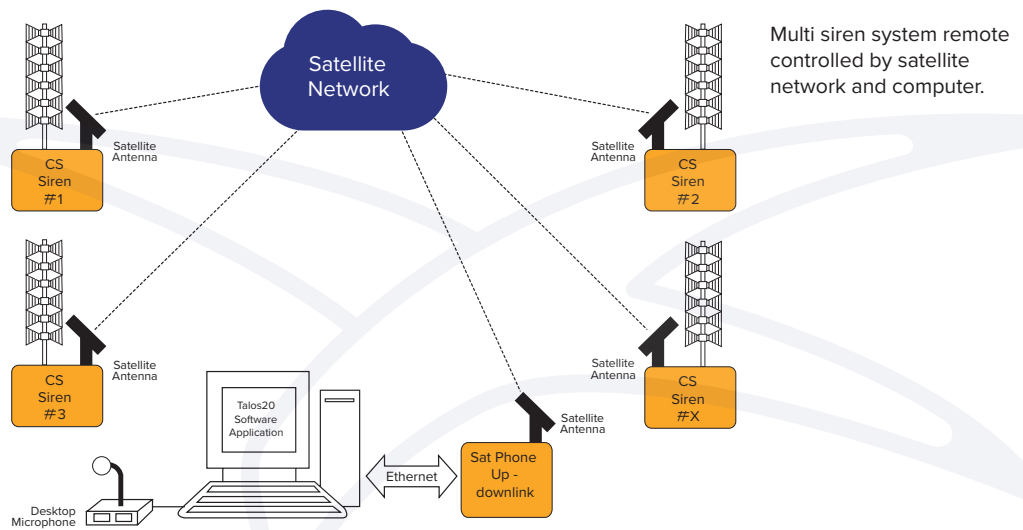 Satellite
Network
Multi siren system remote
controlled by satellite
network and computer.
Satellite
Antenna
CS
Siren
#1
Satellite
Antenna
CS
Siren
#2
Satellite
Antenna
CS
Siren
#3
Satellite
Antenna
CS
Siren
#X
Talos20
Software
Application
Satellite
Antenna
Ethernet
Sat Phone
Up -
downlink
Desktop
Microphone